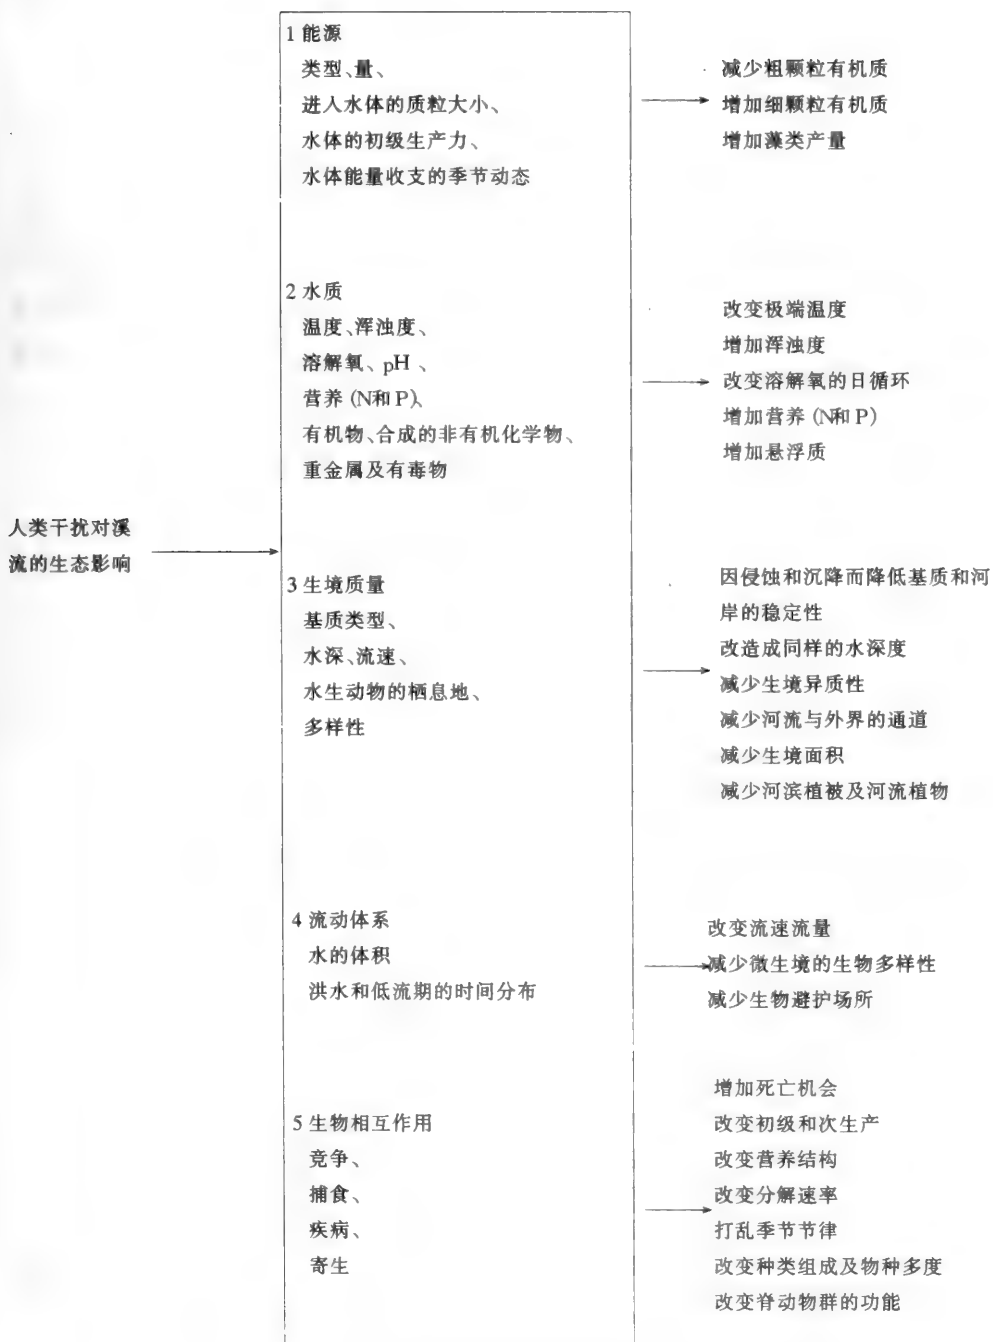 1 能源
类型、量、
进入水体的质粒大小、
水体的初级生产力、
水体能量收支的季节动态
减少粗颗粒有机质
增加细颗粒有机质
增加藻类产量
2 水质
温度、浑浊度、
溶解氧、pH 、
营养 (N和 P)、
有机物、合成的非有机化学物、
重金属及有毒物
改变极端温度
增加浑浊度
改变溶解氧的日循环
增加营养 (N和 P)
增加悬浮质
人类干扰对溪
流的生态影响
3 生境质量
基质类型、
水深、流速、
水生动物的栖息地、
多样性
因侵蚀和沉降而降低基质和河
岸的稳定性
改造成同样的水深度
减少生境异质性
减少河流与外界的通道
减少生境面积
减少河滨植被及河流植物
4 流动体系
水的体积
洪水和低流期的时间分布
改变流速流量
减少微生境的生物多样性
减少生物避护场所
5 生物相互作用
竞争、
捕食、
疾病、
寄生
增加死亡机会
改变初级和次生产
改变营养结构
改变分解速率
打乱季节节律
改变种类组成及物种多度
改变脊动物群的功能